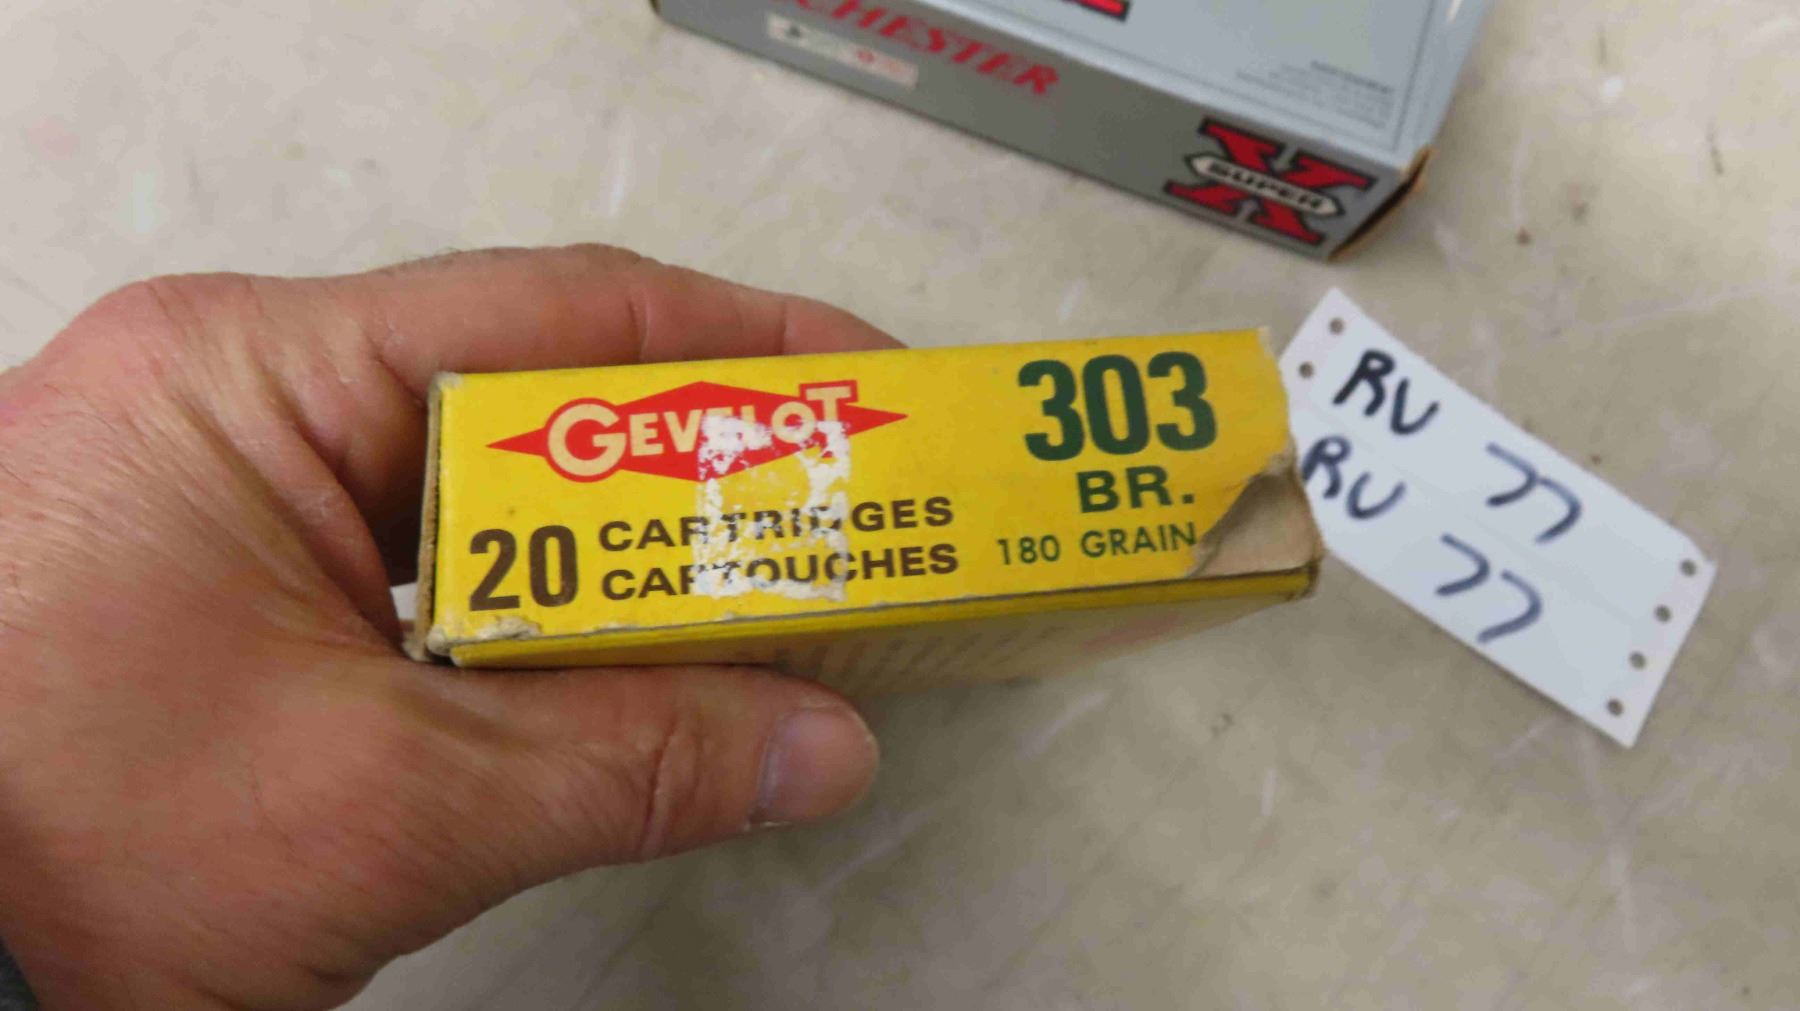 CHESTER
SUPER
X
GEVELOT
303
BR.
20 CARTRIDGES
CARTOUCHES
180 GRAIN
RV 77
RV 77